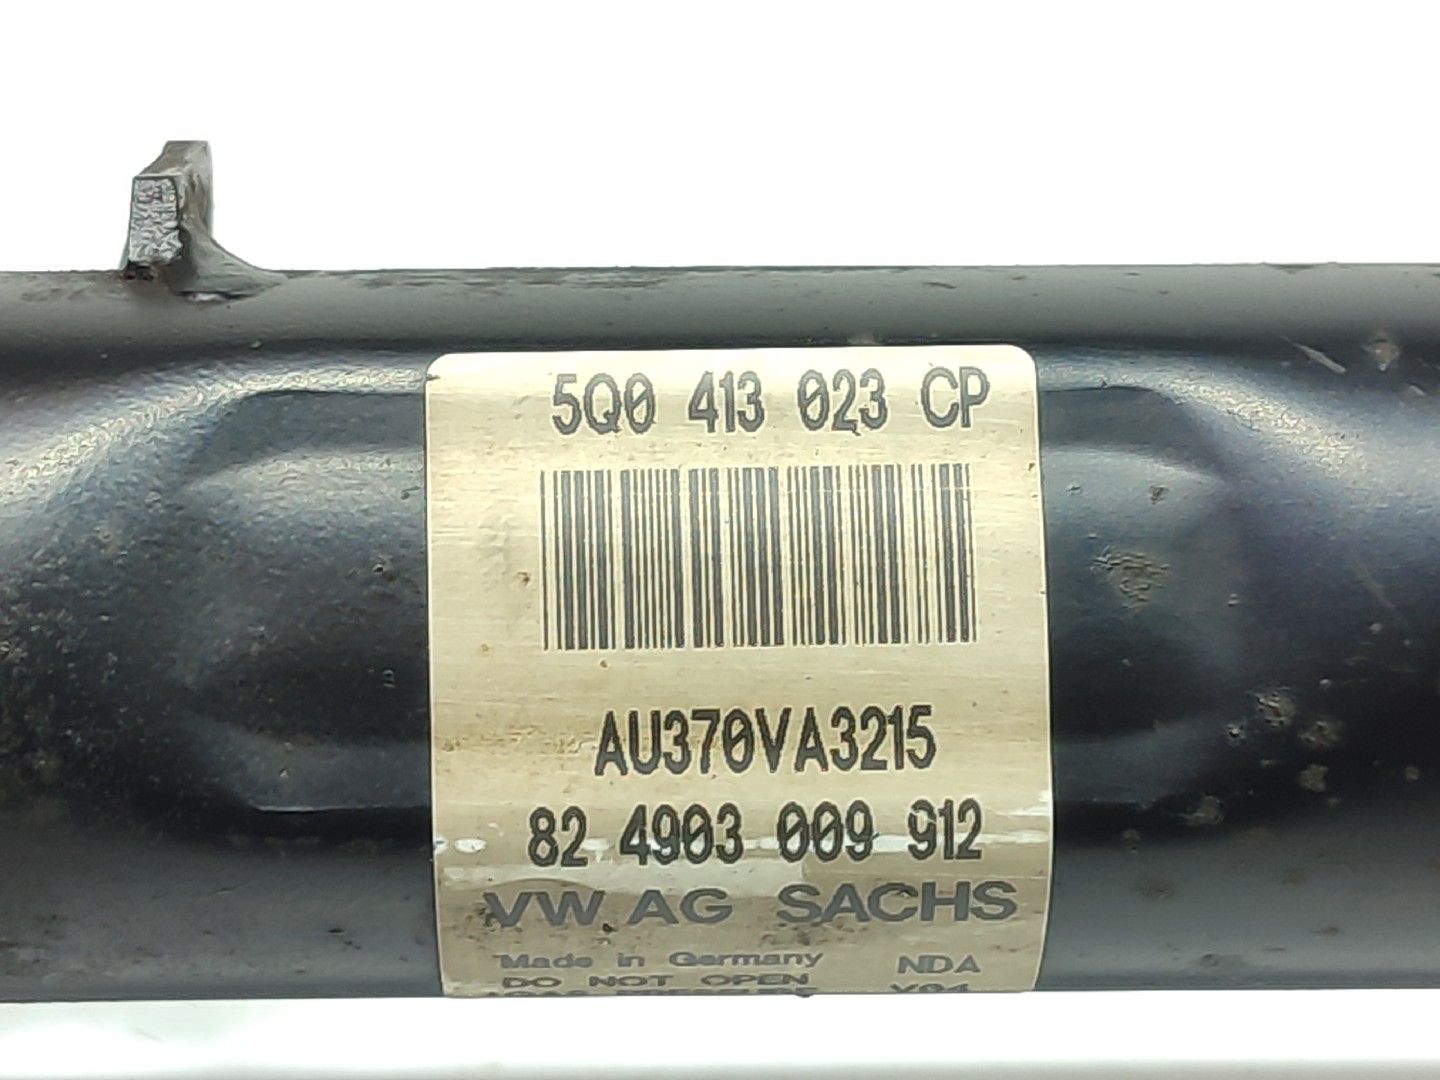 5Q0 413 023 CP
AU370VA3215
82 4903 009 912
VW AG SACHS
Made in Germany NDA
DO NOT OPEN V04